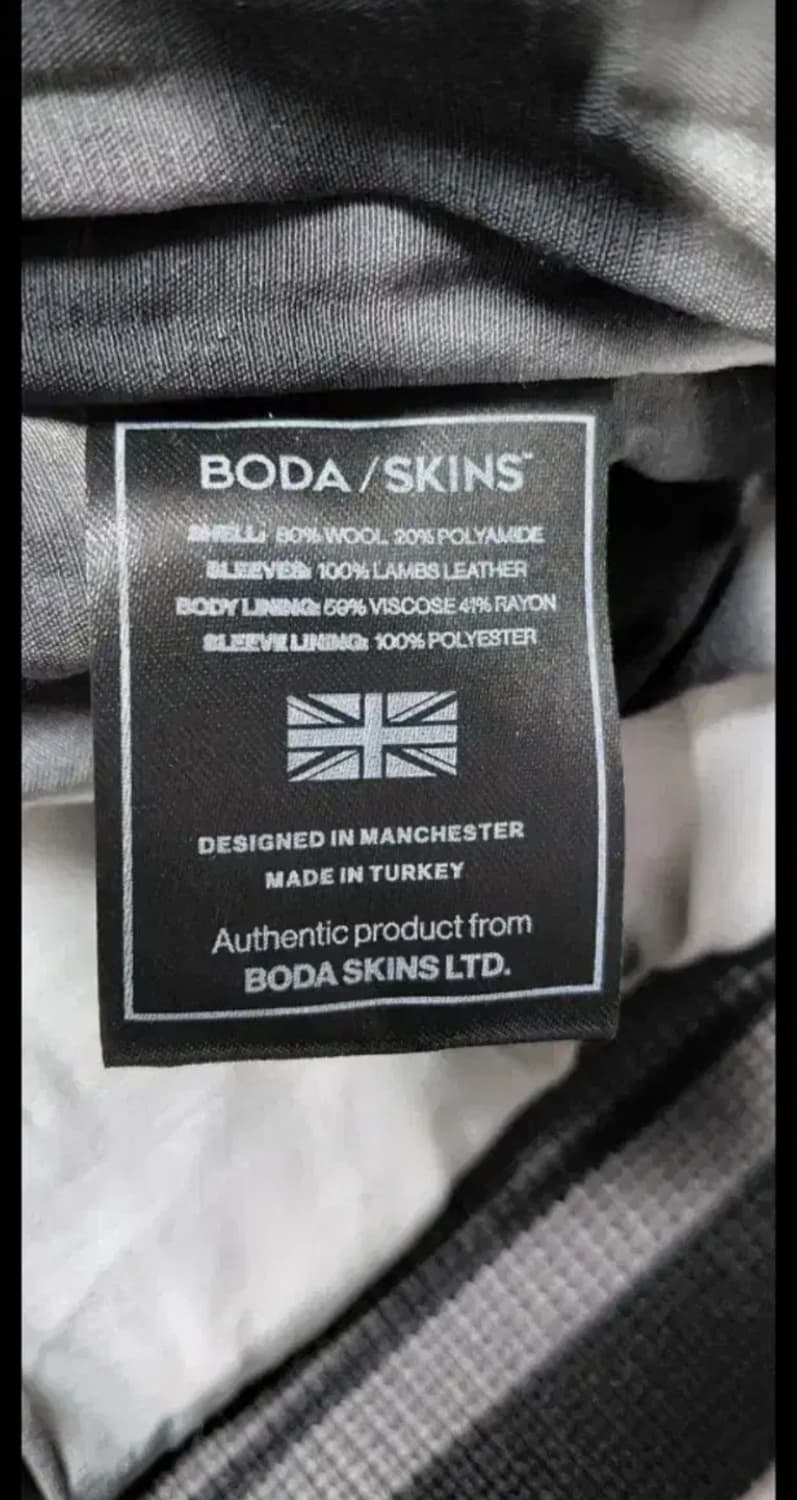 BODA/SKINS™
SHELL: 80% WOOL 20% POLYAMIDE
SLEEVES: 100% LAMBS LEATHER
BODY LINING: 59% VISCOSE 41% RAYON
SLEEVE LINING: 100% POLYESTER
DESIGNED IN MANCHESTER
MADE IN TURKEY
Authentic product from
BODA SKINS LTD.